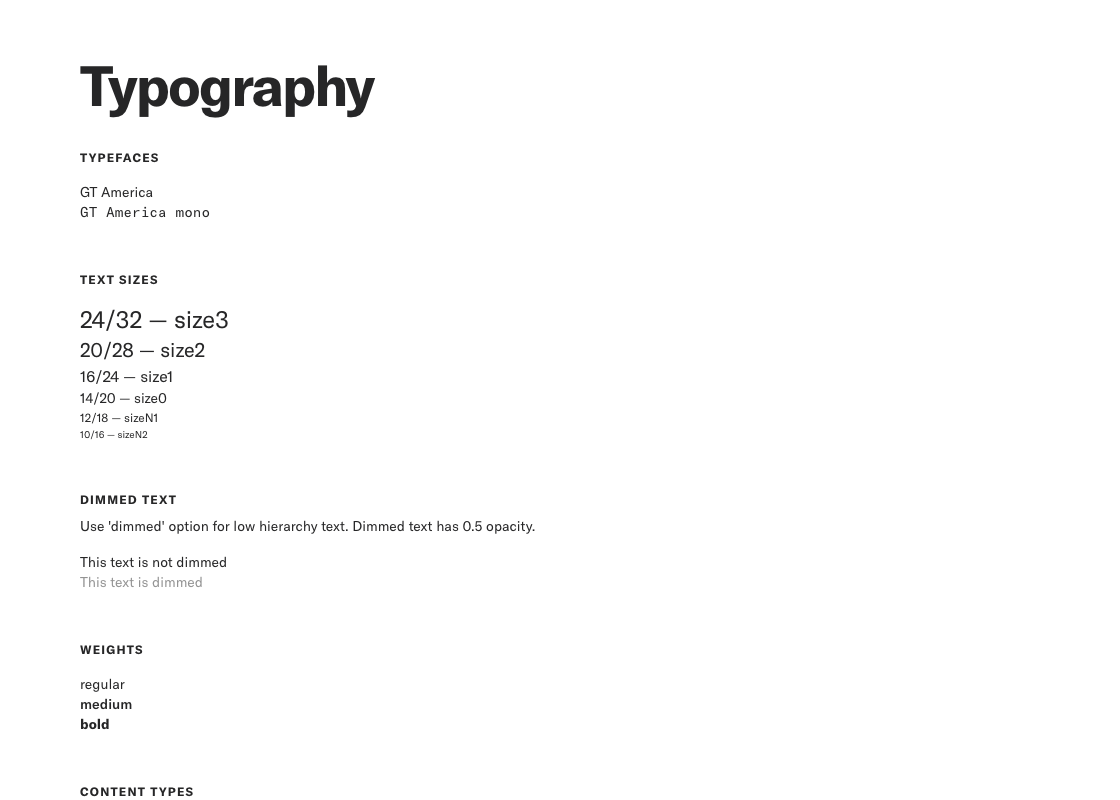 Typography
TYPEFACES
GT America
GT America mono
TEXT SIZES
24/32 — size3
20/28 — size2
16/24 — size1
14/20 — size0
12/18 — sizeN1
10/16 — sizeN2
DIMMED TEXT
Use 'dimmed' option for low hierarchy text. Dimmed text has 0.5 opacity.
This text is not dimmed
This text is dimmed
WEIGHTS
regular
medium
bold
CONTENT TYPES